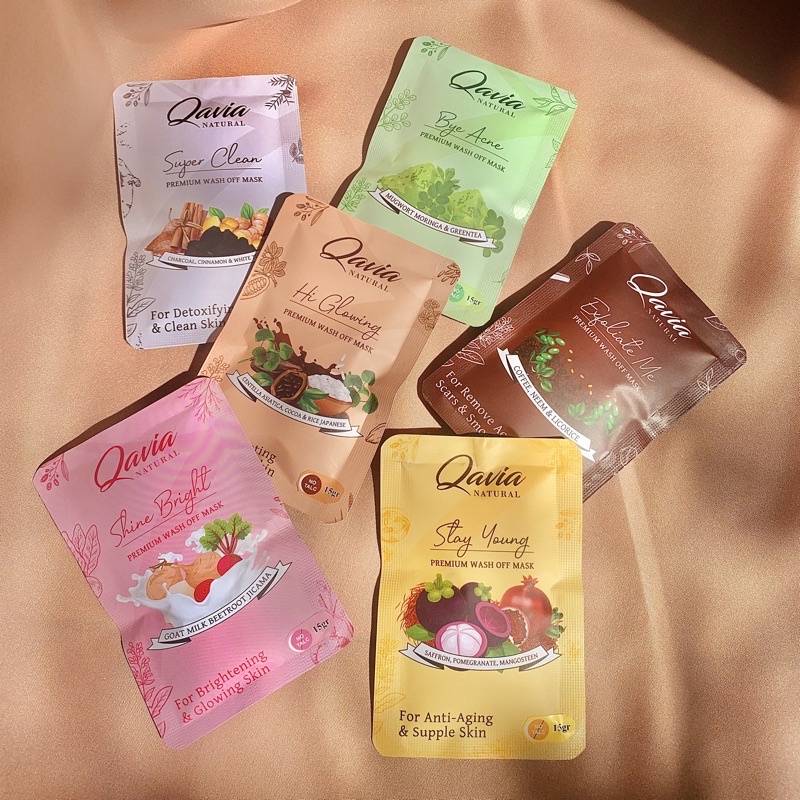 Qavia
NATURAL
Super Clean
PREMIUM WASH OFF MASK
CHARCOAL, CINNAMON & WHITE
For Detoxifyin
& Clean Skin
Qavia
NATURAL
Bye Acne
PREMIUM WASH OFF MASK
MUGWORT MORINGA & GREENTEA
15gr
Qavia
NATURAL
Hi Glowing
PREMIUM WASH OFF MASK
CENTELLA ASIATICA, COCOA & RICE JAPANESE
NO
TALC
15gr
Qavia
NATURAL
Exfoliate Me
PREMIUM WASH OFF MASK
COFFEE, NEEM & LICORICE
For Remove Ac
Scars & Smo
Qavia
NATURAL
Shine Bright
PREMIUM WASH OFF MASK
GOAT MILK BEETROOT JICAMA
NO
TALC
15gr
For Brightening
& Glowing Skin
Qavia
NATURAL
Stay Young
PREMIUM WASH OFF MASK
SAFFRON, POMEGRANATE, MANGOSTEEN
For Anti-Aging
& Supple Skin
15gr